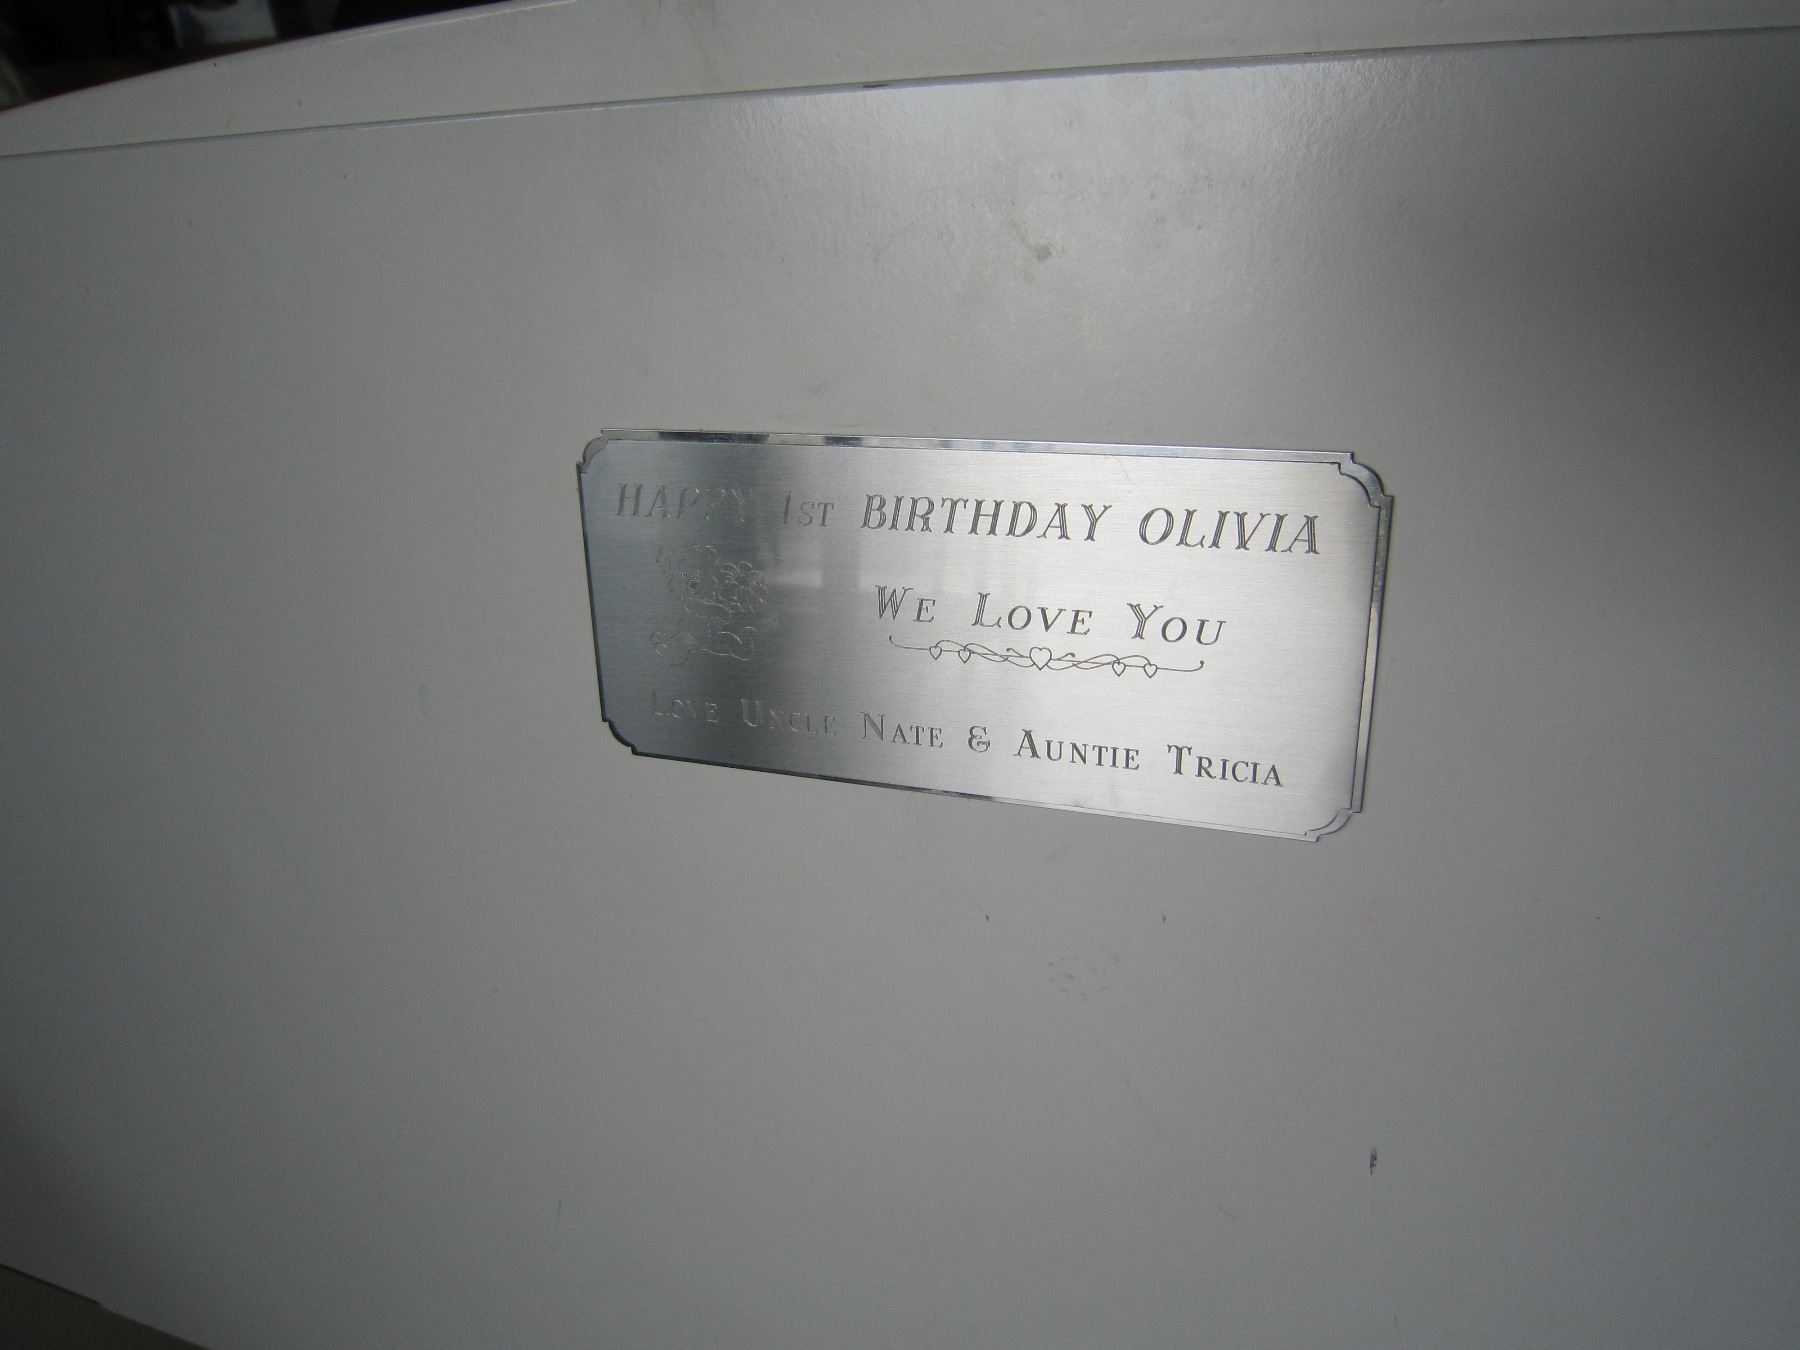 HAPPY 1ST BIRTHDAY OLIVIA
WE LOVE YOU
LOVE UNCLE NATE & AUNTIE TRICIA